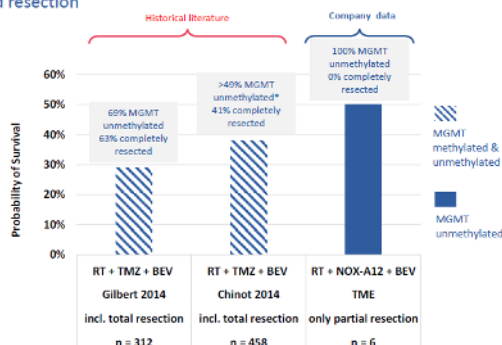 d resection
Historical literature
Company data
100% MGMT
unmethylated
0% completely
resected
>49% MGMT
unmethylated*
41% completely
resected
69% MGMT
unmethylated
63% completely
resected
Probability of Survival
60%
50%
40%
30%
20%
10%
0%
MGMT
methylated &
unmethylated
MGMT
unmethylated
RT + TMZ + BEV
RT + TMZ + BEV
RT + NOX-A12 + BEV
Gilbert 2014
Chinot 2014
TME
incl. total resection
incl. total resection
only partial resection
n = 312
n = 458
n = 6